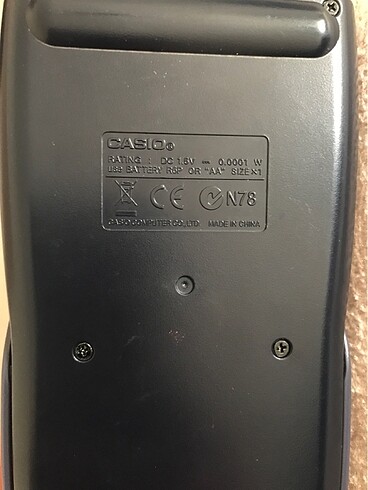 CASIO®
RATING : DC 1.5V ⎓ 0.0001 W
USE BATTERY R6P OR "AA" SIZE×1
CE N78
CASIO COMPUTER CO., LTD. MADE IN CHINA